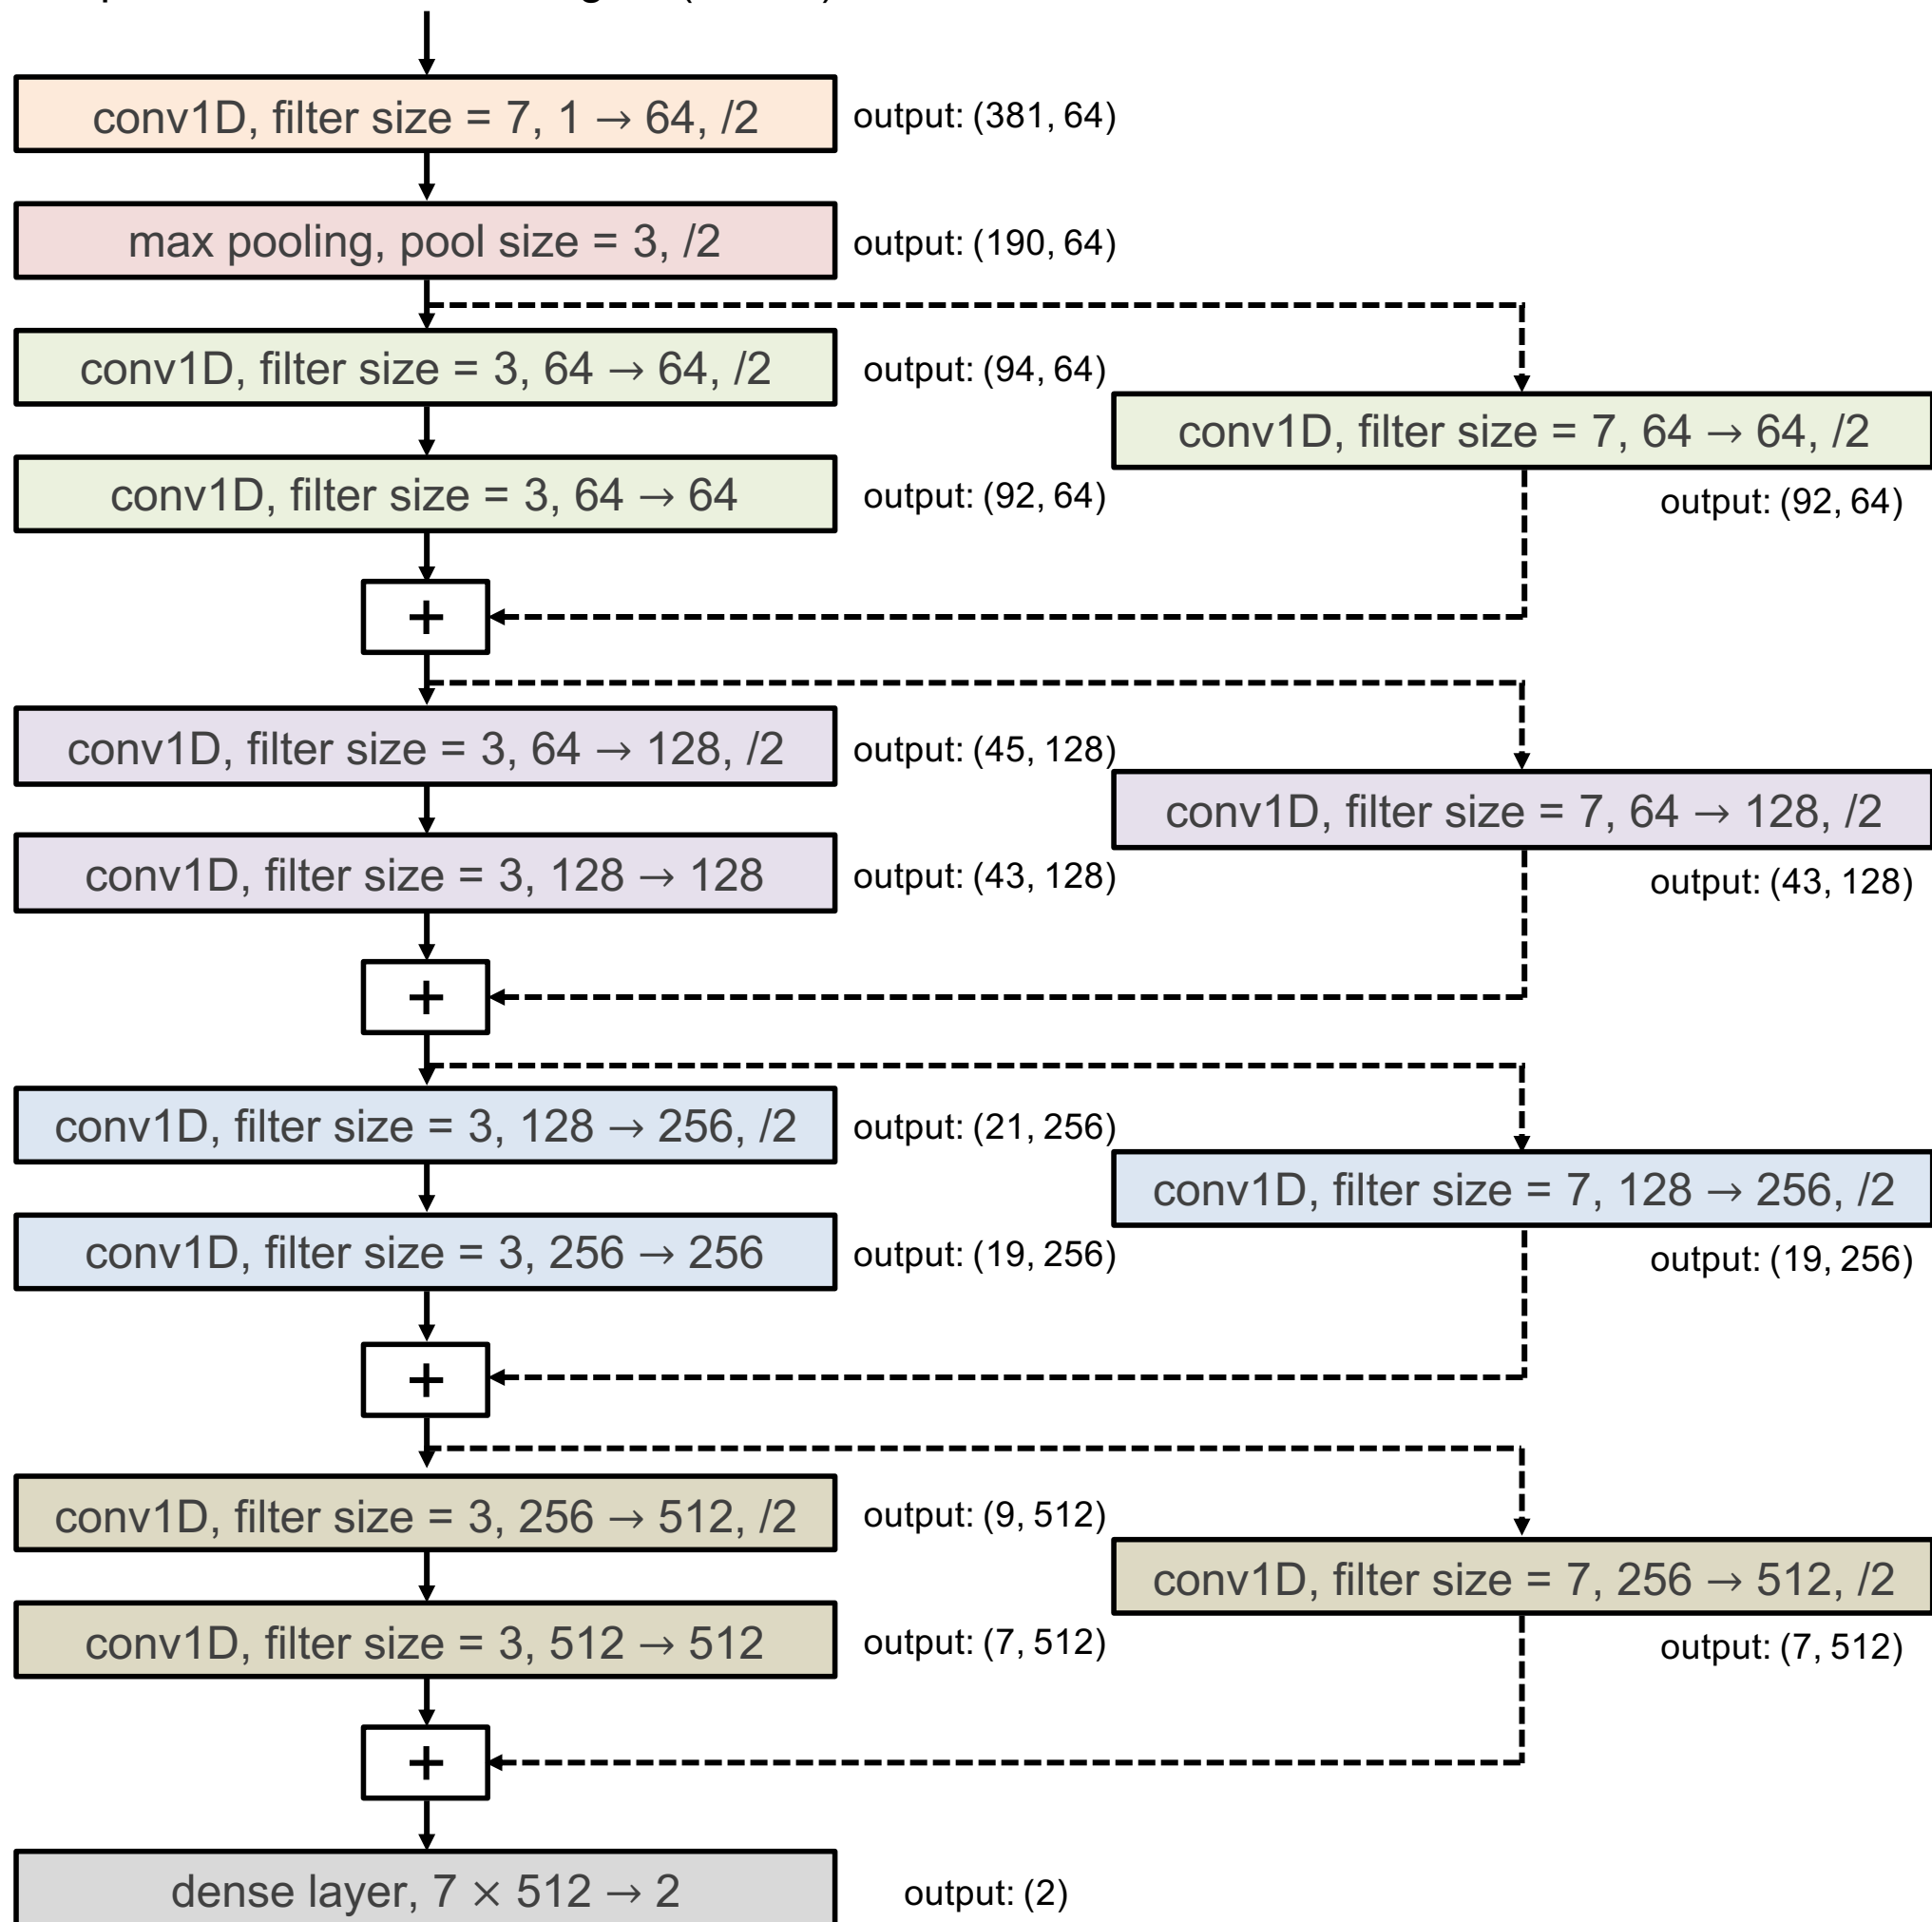 conv1D, filter size = 7, 1 → 64, /2
output: (381, 64)
max pooling, pool size = 3, /2
output: (190, 64)
conv1D, filter size = 3, 64 → 64, /2
output: (94, 64)
conv1D, filter size = 7, 64 → 64, /2
output: (92, 64)
conv1D, filter size = 3, 64 → 64
output: (92, 64)
+
conv1D, filter size = 3, 64 → 128, /2
output: (45, 128)
conv1D, filter size = 7, 64 → 128, /2
output: (43, 128)
conv1D, filter size = 3, 128 → 128
output: (43, 128)
+
conv1D, filter size = 3, 128 → 256, /2
output: (21, 256)
conv1D, filter size = 7, 128 → 256, /2
output: (19, 256)
conv1D, filter size = 3, 256 → 256
output: (19, 256)
+
conv1D, filter size = 3, 256 → 512, /2
output: (9, 512)
conv1D, filter size = 7, 256 → 512, /2
output: (7, 512)
conv1D, filter size = 3, 512 → 512
output: (7, 512)
+
dense layer, 7 × 512 → 2
output: (2)